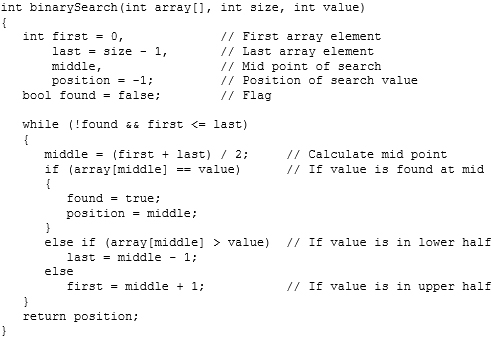 int binarySearch(int array[], int size, int value)
{
   int first = 0,             // First array element
       last = size - 1,       // Last array element
       middle,                // Mid point of search
       position = -1;         // Position of search value
   bool found = false;        // Flag

   while (!found && first <= last)
   {
      middle = (first + last) / 2;     // Calculate mid point
      if (array[middle] == value)      // If value is found at mid
      {
         found = true;
         position = middle;
      }
      else if (array[middle] > value)  // If value is in lower half
         last = middle - 1;
      else
         first = middle + 1;           // If value is in upper half
   }
   return position;
}